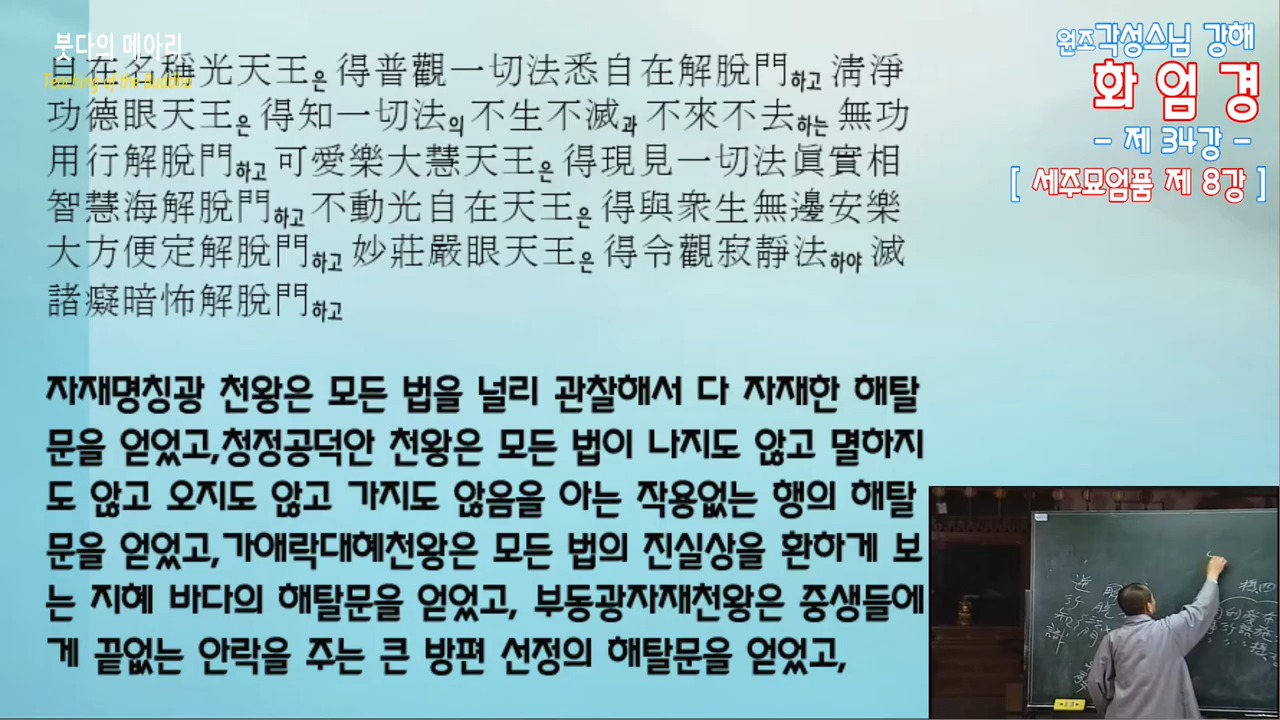 붓다의 메아리
Teaching of the Buddha
自在名稱光天王은 得普觀一切法悉自在解脫門하고 淸淨
功德眼天王은 得知一切法의 不生不滅과 不來不去하는 無功
用行解脫門하고 可愛樂大慧天王은 得現見一切法眞實相
智慧海解脫門하고 不動光自在天王은 得與衆生無邊安樂
大方便定解脫門하고 妙莊嚴眼天王은 得令觀寂靜法하야 滅
諸癡暗怖解脫門하고
자재명칭광 천왕은 모든 법을 널리 관찰해서 다 자재한 해탈
문을 얻었고,청정공덕안 천왕은 모든 법이 나지도 않고 멸하지
도 않고 오지도 않고 가지도 않음을 아는 작용없는 행의 해탈
문을 얻었고,가애락대혜천왕은 모든 법의 진실상을 환하게 보
는 지혜 바다의 해탈문을 얻었고, 부동광자재천왕은 중생들에
게 끝없는 안락을 주는 큰 방편 선정의 해탈문을 얻었고,
원조각성스님 강해
화엄경
- 제 34강 -
[ 세주묘엄품 제 8강 ]